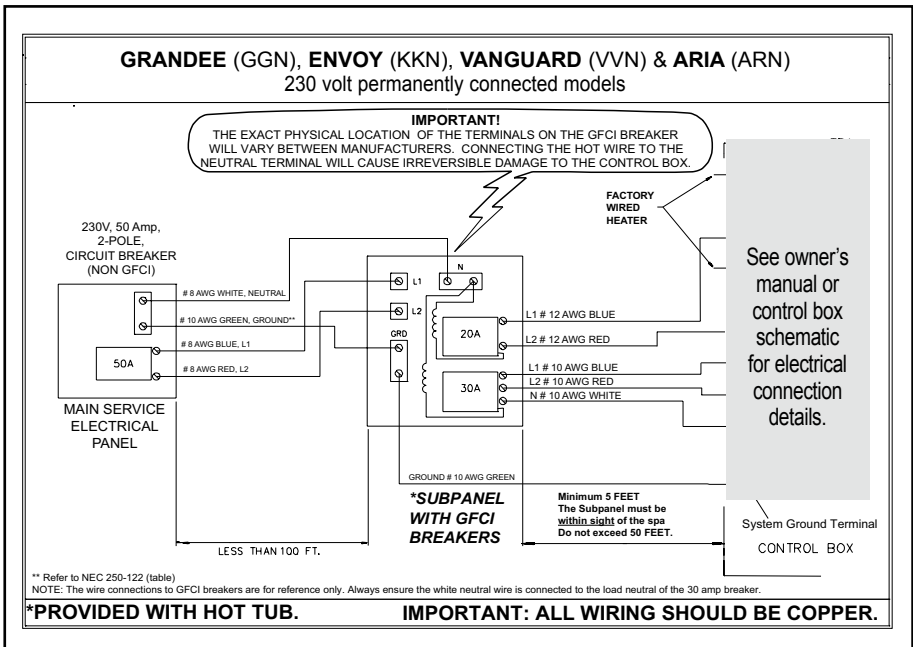 GRANDEE (GGN), ENVOY (KKN), VANGUARD (VVN) & ARIA (ARN)
230 volt permanently connected models
IMPORTANT!
THE EXACT PHYSICAL LOCATION OF THE TERMINALS ON THE GFCI BREAKER
WILL VARY BETWEEN MANUFACTURERS. CONNECTING THE HOT WIRE TO THE
NEUTRAL TERMINAL WILL CAUSE IRREVERSIBLE DAMAGE TO THE CONTROL BOX.
FACTORY
WIRED
HEATER
230V, 50 Amp,
2-POLE,
CIRCUIT BREAKER
(NON GFCI)
# 8 AWG WHITE, NEUTRAL
# 10 AWG GREEN, GROUND**
# 8 AWG BLUE, L1
# 8 AWG RED, L2
50A
MAIN SERVICE
ELECTRICAL
PANEL
L1
N
L2
GRD
20A
30A
L1 # 12 AWG BLUE
L2 # 12 AWG RED
L1 # 10 AWG BLUE
L2 # 10 AWG RED
N # 10 AWG WHITE
See owner's
manual or
control box
schematic
for electrical
connection
details.
GROUND # 10 AWG GREEN
*SUBPANEL
WITH GFCI
BREAKERS
Minimum 5 FEET
The Subpanel must be
within sight of the spa
Do not exceed 50 FEET.
System Ground Terminal
CONTROL BOX
LESS THAN 100 FT.
** Refer to NEC 250-122 (table)
NOTE: The wire connections to GFCI breakers are for reference only. Always ensure the white neutral wire is connected to the load neutral of the 30 amp breaker.
*PROVIDED WITH HOT TUB.
IMPORTANT: ALL WIRING SHOULD BE COPPER.